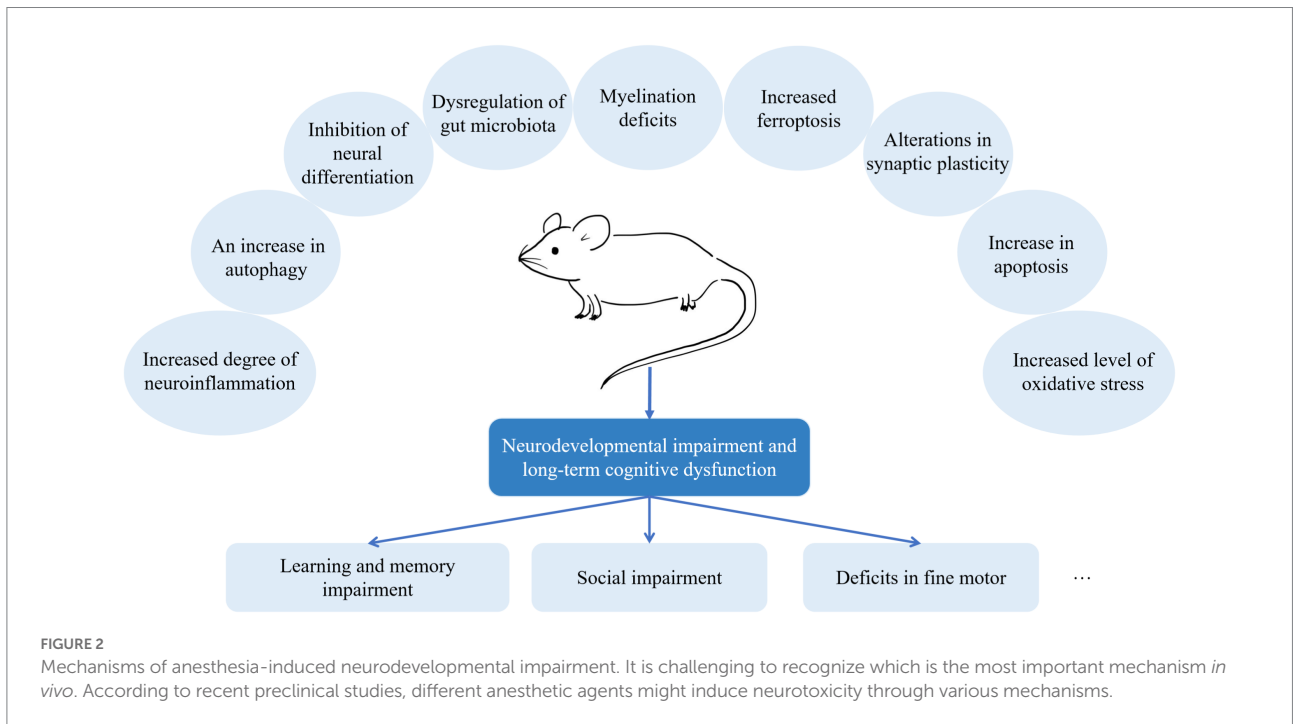 Dysregulation of
gut microbiota
Myelination
deficits
Increased
ferroptosis
Inhibition of
neural
differentiation
Alterations in
synaptic plasticity
An increase in
autophagy
Increase in
apoptosis
Increased degree of
neuroinflammation
Increased level of
oxidative stress
Neurodevelopmental impairment and
long-term cognitive dysfunction
Learning and memory
impairment
Social impairment
Deficits in fine motor
...
FIGURE 2
Mechanisms of anesthesia-induced neurodevelopmental impairment. It is challenging to recognize which is the most important mechanism in
vivo. According to recent preclinical studies, different anesthetic agents might induce neurotoxicity through various mechanisms.